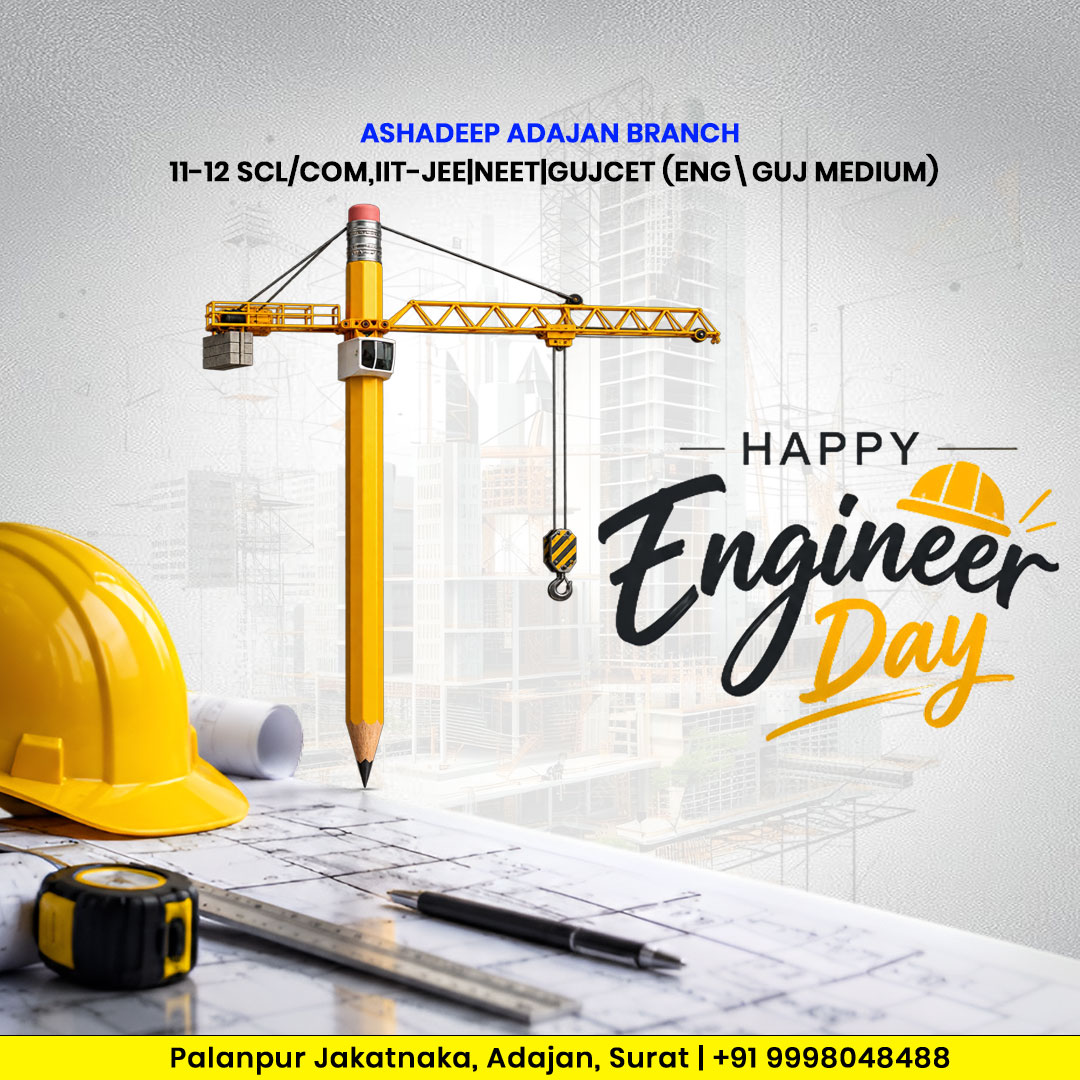 ASHADEEP ADAJAN BRANCH
11-12 SCL/COM,IIT-JEE|NEET|GUJCET (ENG\GUJ MEDIUM)
HAPPY
Engineer
Day
Palanpur Jakatnaka, Adajan, Surat | +91 9998048488